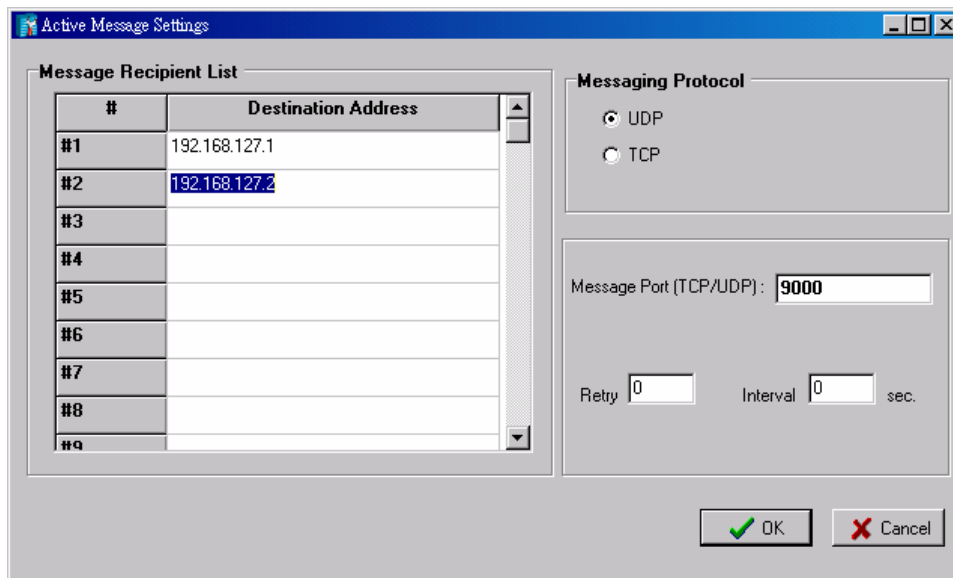 Active Message Settings
Message Recipient List
# Destination Address
#1 192.168.127.1
#2 192.168.127.2
#3
#4
#5
#6
#7
#8
#9
Messaging Protocol
UDP
TCP
Message Port (TCP/UDP) : 9000
Retry 0 Interval 0 sec.
OK Cancel